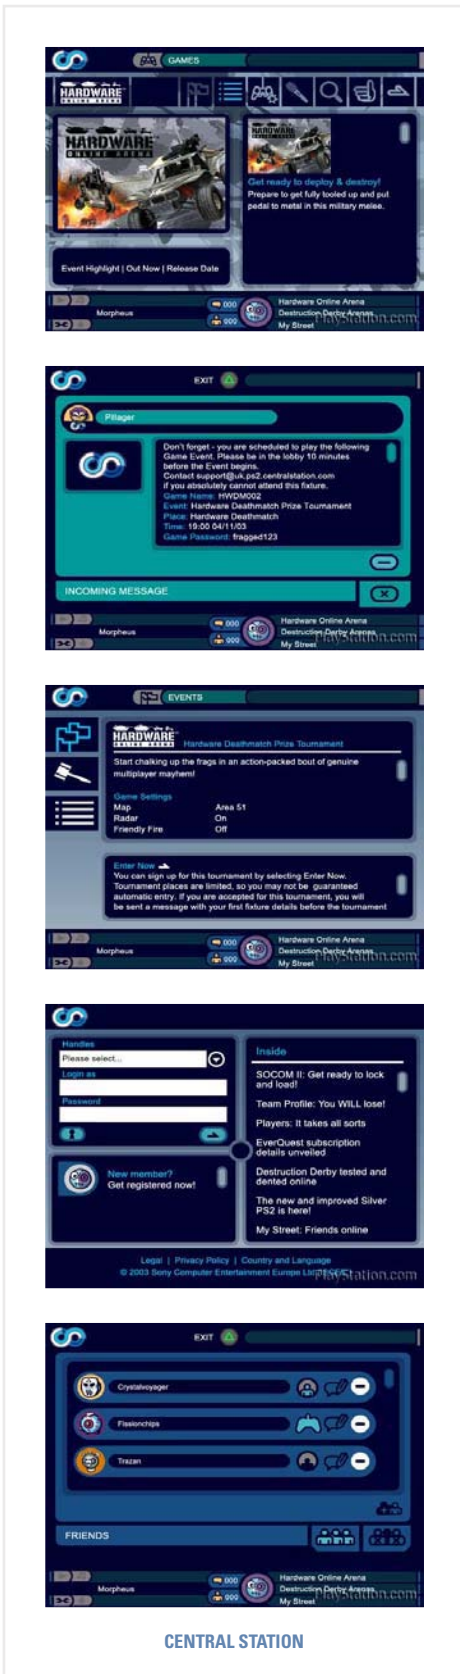 GAMES
HARDWARE
ONLINE ARENA
HARDWARE
ONLINE ARENA
HARDWARE
Get ready to deploy & destroy!
Prepare to get fully tooled up and put
pedal to metal in this military melee.
Event Highlight | Out Now | Release Date
Morpheus
000
000
Hardware Online Arena
Destruction Derby Arenas
My Street
PlayStation.com
EXIT
Pillager
Don't forget - you are scheduled to play the following
Game Event. Please be in the lobby 10 minutes
before the Event begins.
Contact support@uk.ps2.centralstation.com
if you absolutely cannot attend this fixture.
Game Name: HWDM002
Event: Hardware Deathmatch Prize Tournament
Place: Hardware Deathmatch
Time: 19:00 04/11/03
Game Password: fragged123
INCOMING MESSAGE
Morpheus
000
000
Hardware Online Arena
Destruction Derby Arenas
My Street
PlayStation.com
EVENTS
HARDWARE
ONLINE ARENA
Hardware Deathmatch Prize Tournament
Start chalking up the frags in an action-packed bout of genuine
multiplayer mayhem!
Game Settings
Map Area 51
Radar On
Friendly Fire Off
Enter Now
You can sign up for this tournament by selecting Enter Now.
Tournament places are limited, so you may not be guaranteed
automatic entry. If you are accepted for this tournament, you will
be sent a message with your first fixture details before the tournament
Morpheus
000
000
Hardware Online Arena
Destruction Derby Arenas
My Street
PlayStation.com
Handles
Please select...
Login as
Password
New member?
Get registered now!
Inside
SOCOM II: Get ready to lock
and load!
Team Profile: You WILL lose!
Players: It takes all sorts
EverQuest subscription
details unveiled
Destruction Derby tested and
dented online
The new and improved Silver
PS2 is here!
My Street: Friends online
Legal | Privacy Policy | Country and Language
© 2003 Sony Computer Entertainment Europe Ltd (SCEE)
PlayStation.com
EXIT
Crystalvoyager
Fissionchips
Trazan
FRIENDS
Morpheus
000
000
Hardware Online Arena
Destruction Derby Arenas
My Street
PlayStation.com
CENTRAL STATION